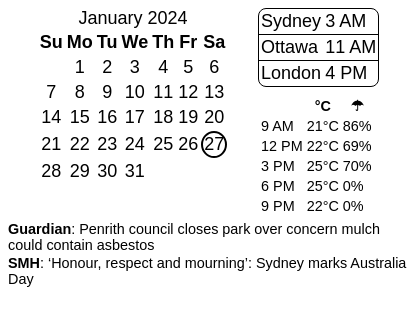 January 2024
Su Mo Tu We Th Fr Sa
1 2 3 4 5 6
7 8 9 10 11 12 13
14 15 16 17 18 19 20
21 22 23 24 25 26 27
28 29 30 31
Sydney 3 AM
Ottawa 11 AM
London 4 PM
°C ☂
9 AM 21°C 86%
12 PM 22°C 69%
3 PM 25°C 70%
6 PM 25°C 0%
9 PM 22°C 0%
Guardian: Penrith council closes park over concern mulch
could contain asbestos
SMH: ‘Honour, respect and mourning’: Sydney marks Australia
Day